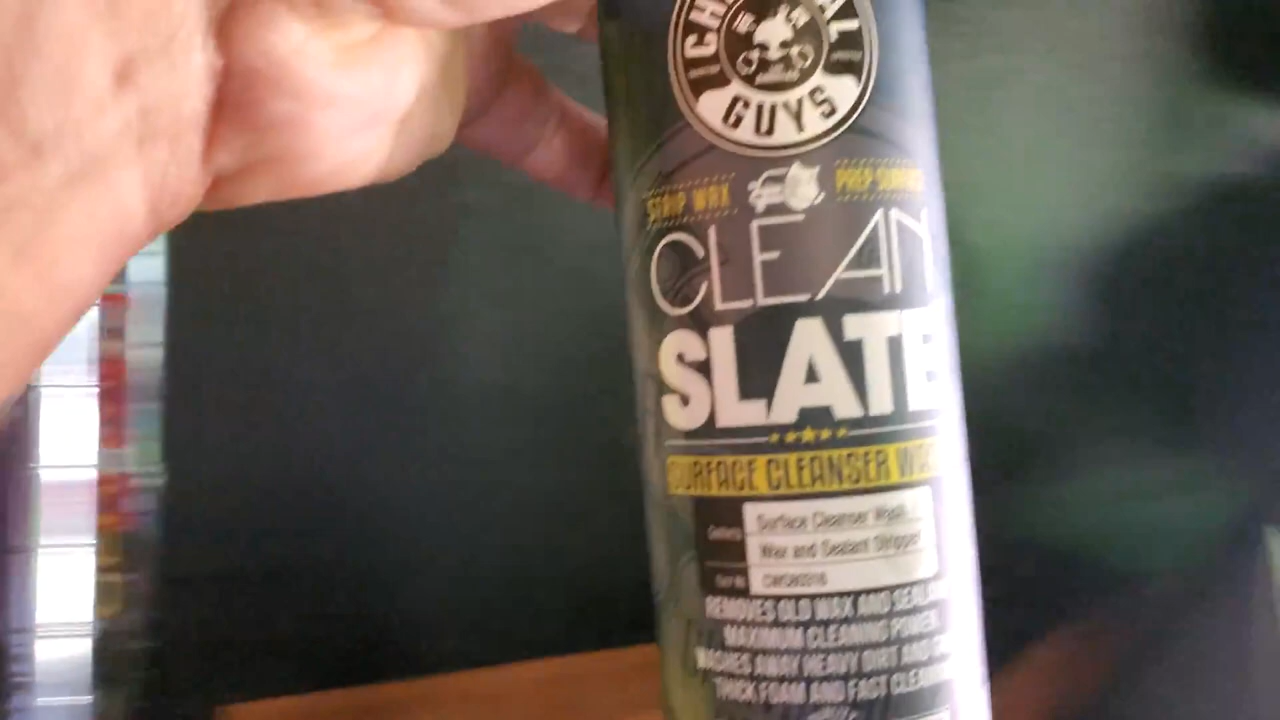 GUYS
STRIP WAX
PREP SURFACE
CLEAN
SLATE
SURFACE CLEANSER
Surface Cleanser Wash
Wax and Sealant Stripper
REMOVES OLD WAX AND
MAXIMUM CLEANING POWER
WASHES AWAY HEAVY DIRT AND
THICK FOAM AND FAST